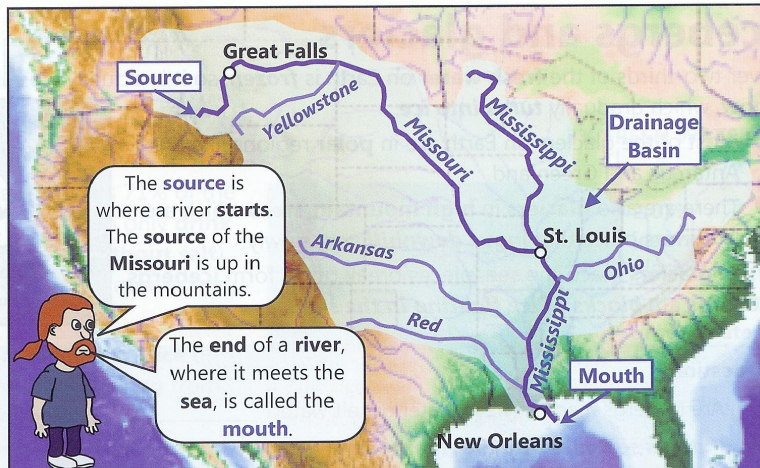 Great Falls
Source
Yellowstone
Missouri
Mississippi
Drainage
Basin
The source is
where a river starts.
The source of the
Missouri is up in
the mountains.
Arkansas
St. Louis
Ohio
Red
Mississippi
The end of a river,
where it meets the
sea, is called the
mouth.
Mouth
New Orleans